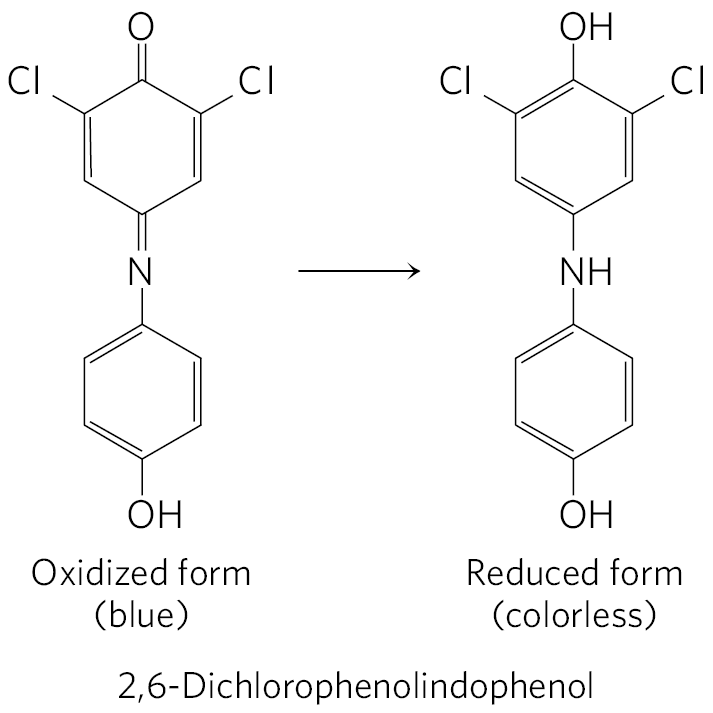 O OH
Cl Cl Cl Cl
N NH
OH OH
Oxidized form Reduced form
(blue) (colorless)
2,6-Dichlorophenolindophenol